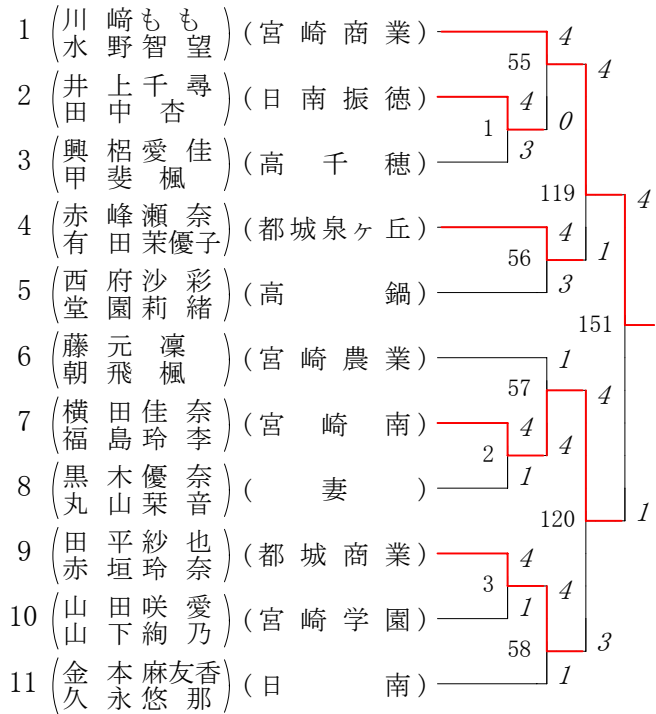 1 川﨑もも 水野智望 (宮崎商業)
2 井上千尋 田中杏 (日南振徳)
3 興梠愛佳 甲斐楓 (高千穂)
4 赤峰瀬奈 有田茉優子 (都城泉ヶ丘)
5 西府沙彩 堂園莉緒 (高鍋)
6 藤元凜 朝飛楓 (宮崎農業)
7 横田佳奈 福島玲李 (宮崎南)
8 黒木優奈 丸山栞音 (妻)
9 田平紗也 赤垣玲奈 (都城商業)
10 山田咲愛 山下絢乃 (宮崎学園)
11 金本麻友香 久永悠那 (日南)
4
55
4
4
0
1
3
119
4
4
56
1
3
151
1
57
4
4
4
2
1
120
1
4
3
4
1
58
3
1